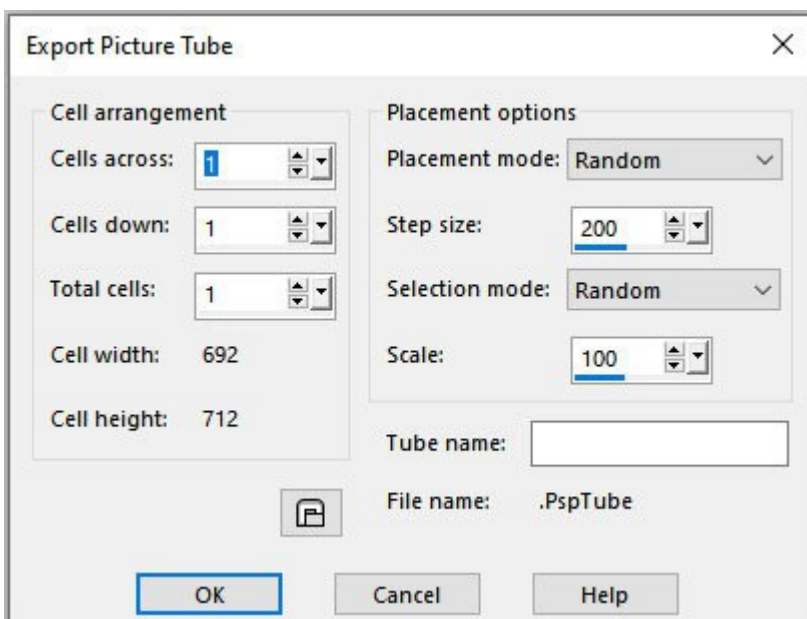 Export Picture Tube
Cell arrangement
Cells across: 1
Cells down: 1
Total cells: 1
Cell width: 692
Cell height: 712
Placement options
Placement mode: Random
Step size: 200
Selection mode: Random
Scale: 100
Tube name:
File name: .PspTube
OK Cancel Help